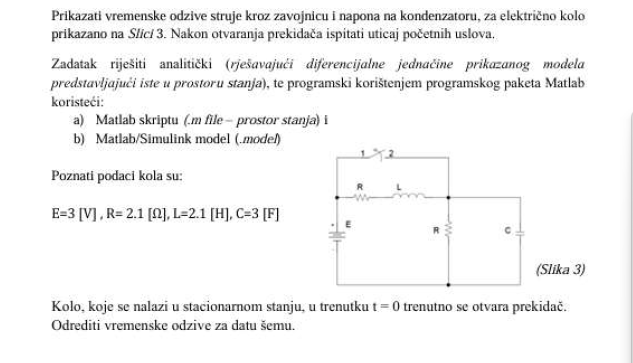 Prikazati vremenske odzive struje kroz zavojnicu i napona na kondenzatoru, za električno kolo
prikazano na Slici 3. Nakon otvaranja prekidača ispitati uticaj početnih uslova.
Zadatak riješiti analitički (rješavajući diferencijalne jednačine prikazanog modela
predstavljajući iste u prostoru stanja), te programski korištenjem programskog paketa Matlab
koristeći:
a) Matlab skriptu (.m file – prostor stanja) i
b) Matlab/Simulink model (.model)
1 2
Poznati podaci kola su:
R L
E=3 [V] , R= 2.1 [Ω], L=2.1 [H], C=3 [F]
E R C
(Slika 3)
Kolo, koje se nalazi u stacionarnom stanju, u trenutku t = 0 trenutno se otvara prekidač.
Odrediti vremenske odzive za datu šemu.